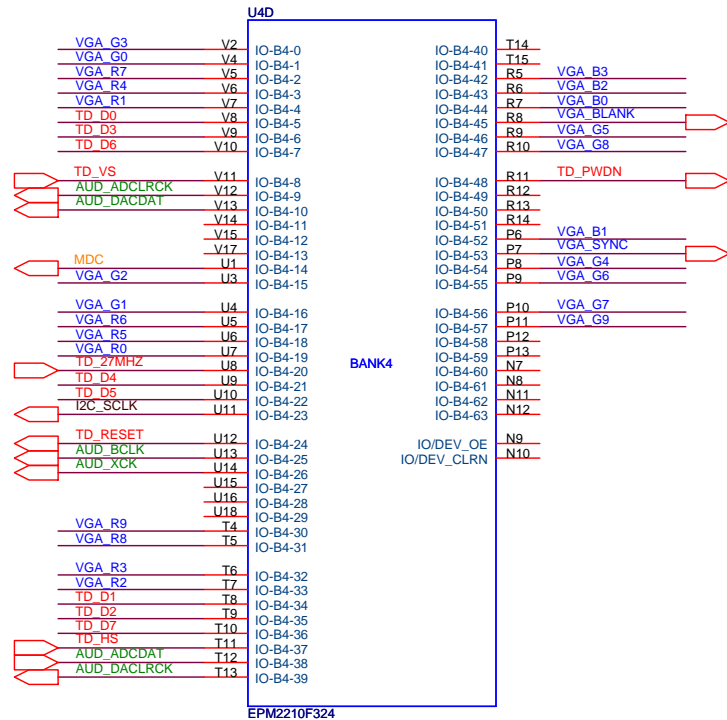 U4D
VGA_G3 V2 IO-B4-0 IO-B4-40 T14
VGA_G0 V4 IO-B4-1 IO-B4-41 T15
VGA_R7 V5 IO-B4-2 IO-B4-42 R5 VGA_B3
VGA_R4 V6 IO-B4-3 IO-B4-43 R6 VGA_B2
VGA_R1 V7 IO-B4-4 IO-B4-44 R7 VGA_B0
TD_D0 V8 IO-B4-5 IO-B4-45 R8 VGA_BLANK
TD_D3 V9 IO-B4-6 IO-B4-46 R9 VGA_G5
TD_D6 V10 IO-B4-7 IO-B4-47 R10 VGA_G8
TD_VS V11 IO-B4-8 IO-B4-48 R11 TD_PWDN
AUD_ADCLRCK V12 IO-B4-9 IO-B4-49 R12
AUD_DACDAT V13 IO-B4-10 IO-B4-50 R13
V14 IO-B4-11 IO-B4-51 R14
V15 IO-B4-12 IO-B4-52 P6 VGA_B1
V17 IO-B4-13 IO-B4-53 P7 VGA_SYNC
MDC U1 IO-B4-14 IO-B4-54 P8 VGA_G4
VGA_G2 U3 IO-B4-15 IO-B4-55 P9 VGA_G6
VGA_G1 U4 IO-B4-16 IO-B4-56 P10 VGA_G7
VGA_R6 U5 IO-B4-17 IO-B4-57 P11 VGA_G9
VGA_R5 U6 IO-B4-18 IO-B4-58 P12
VGA_R0 U7 IO-B4-19 IO-B4-59 P13
TD_27MHZ U8 IO-B4-20 BANK4 IO-B4-60 N7
TD_D4 U9 IO-B4-21 IO-B4-61 N8
TD_D5 U10 IO-B4-22 IO-B4-62 N11
I2C_SCLK U11 IO-B4-23 IO-B4-63 N12
TD_RESET U12 IO-B4-24 IO/DEV_OE N9
AUD_BCLK U13 IO-B4-25 IO/DEV_CLRN N10
AUD_XCK U14 IO-B4-26
U15 IO-B4-27
U16 IO-B4-28
U18 IO-B4-29
VGA_R9 T4 IO-B4-30
VGA_R8 T5 IO-B4-31
VGA_R3 T6 IO-B4-32
VGA_R2 T7 IO-B4-33
TD_D1 T8 IO-B4-34
TD_D2 T9 IO-B4-35
TD_D7 T10 IO-B4-36
TD_HS T11 IO-B4-37
AUD_ADCDAT T12 IO-B4-38
AUD_DACLRCK T13 IO-B4-39
EPM2210F324